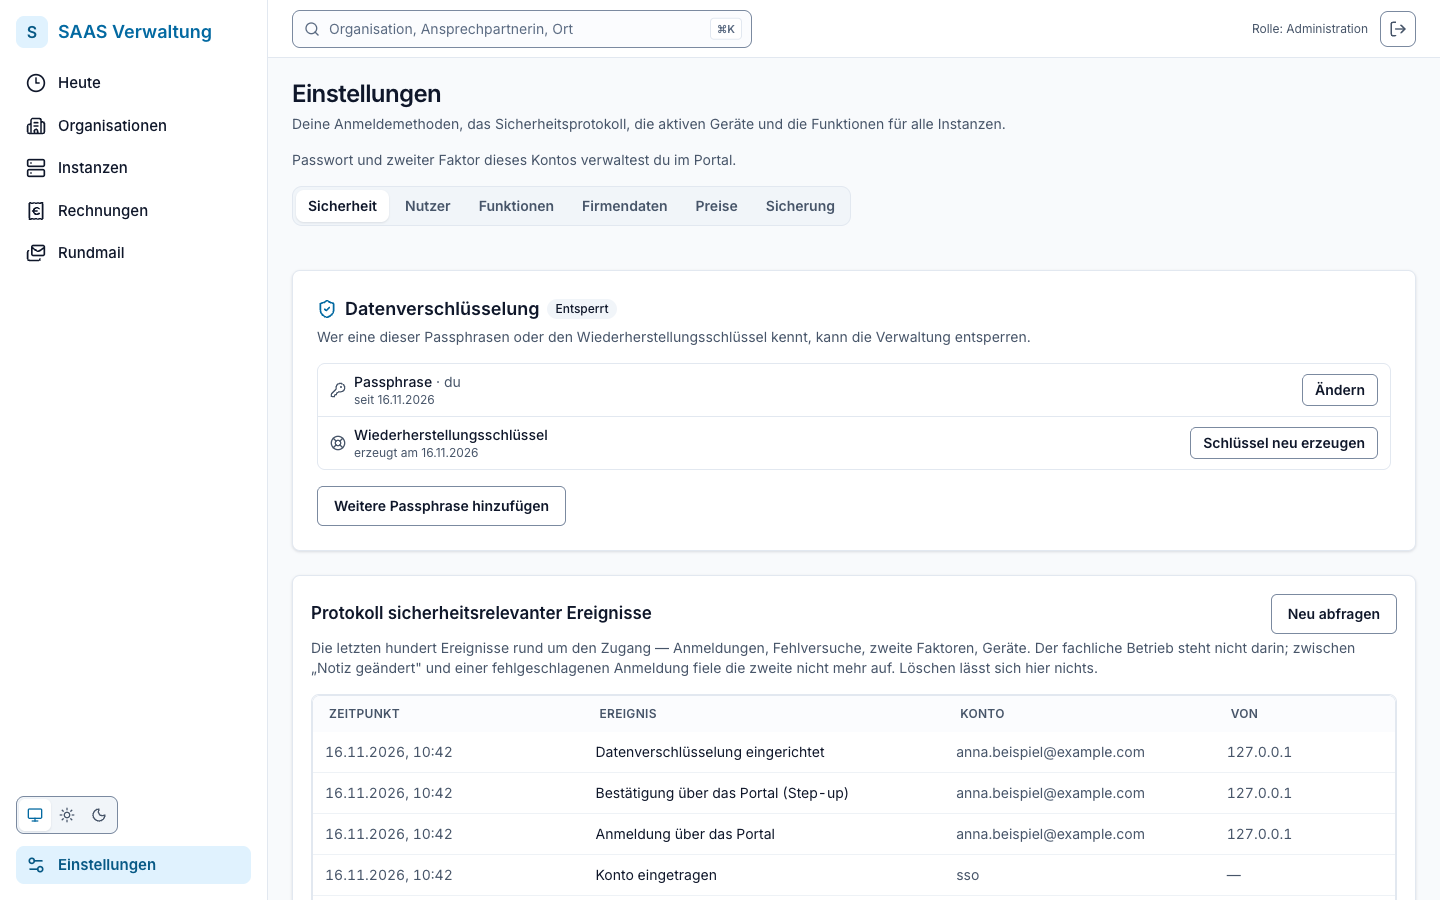 S SAAS Verwaltung
Organisation, Ansprechpartnerin, Ort
⌘K
Rolle: Administration
Heute
Organisationen
Instanzen
Rechnungen
Rundmail
Einstellungen
Einstellungen
Deine Anmeldemethoden, das Sicherheitsprotokoll, die aktiven Geräte und die Funktionen für alle Instanzen.
Passwort und zweiter Faktor dieses Kontos verwaltest du im Portal.
Sicherheit Nutzer Funktionen Firmendaten Preise Sicherung
Datenverschlüsselung Entsperrt
Wer eine dieser Passphrasen oder den Wiederherstellungsschlüssel kennt, kann die Verwaltung entsperren.
Passphrase · du
seit 16.11.2026
Ändern
Wiederherstellungsschlüssel
erzeugt am 16.11.2026
Schlüssel neu erzeugen
Weitere Passphrase hinzufügen
Protokoll sicherheitsrelevanter Ereignisse
Neu abfragen
Die letzten hundert Ereignisse rund um den Zugang — Anmeldungen, Fehlversuche, zweite Faktoren, Geräte. Der fachliche Betrieb steht nicht darin; zwischen
„Notiz geändert" und einer fehlgeschlagenen Anmeldung fiele die zweite nicht mehr auf. Löschen lässt sich hier nichts.
ZEITPUNKT EREIGNIS KONTO VON
16.11.2026, 10:42 Datenverschlüsselung eingerichtet anna.beispiel@example.com 127.0.0.1
16.11.2026, 10:42 Bestätigung über das Portal (Step-up) anna.beispiel@example.com 127.0.0.1
16.11.2026, 10:42 Anmeldung über das Portal anna.beispiel@example.com 127.0.0.1
16.11.2026, 10:42 Konto eingetragen sso —